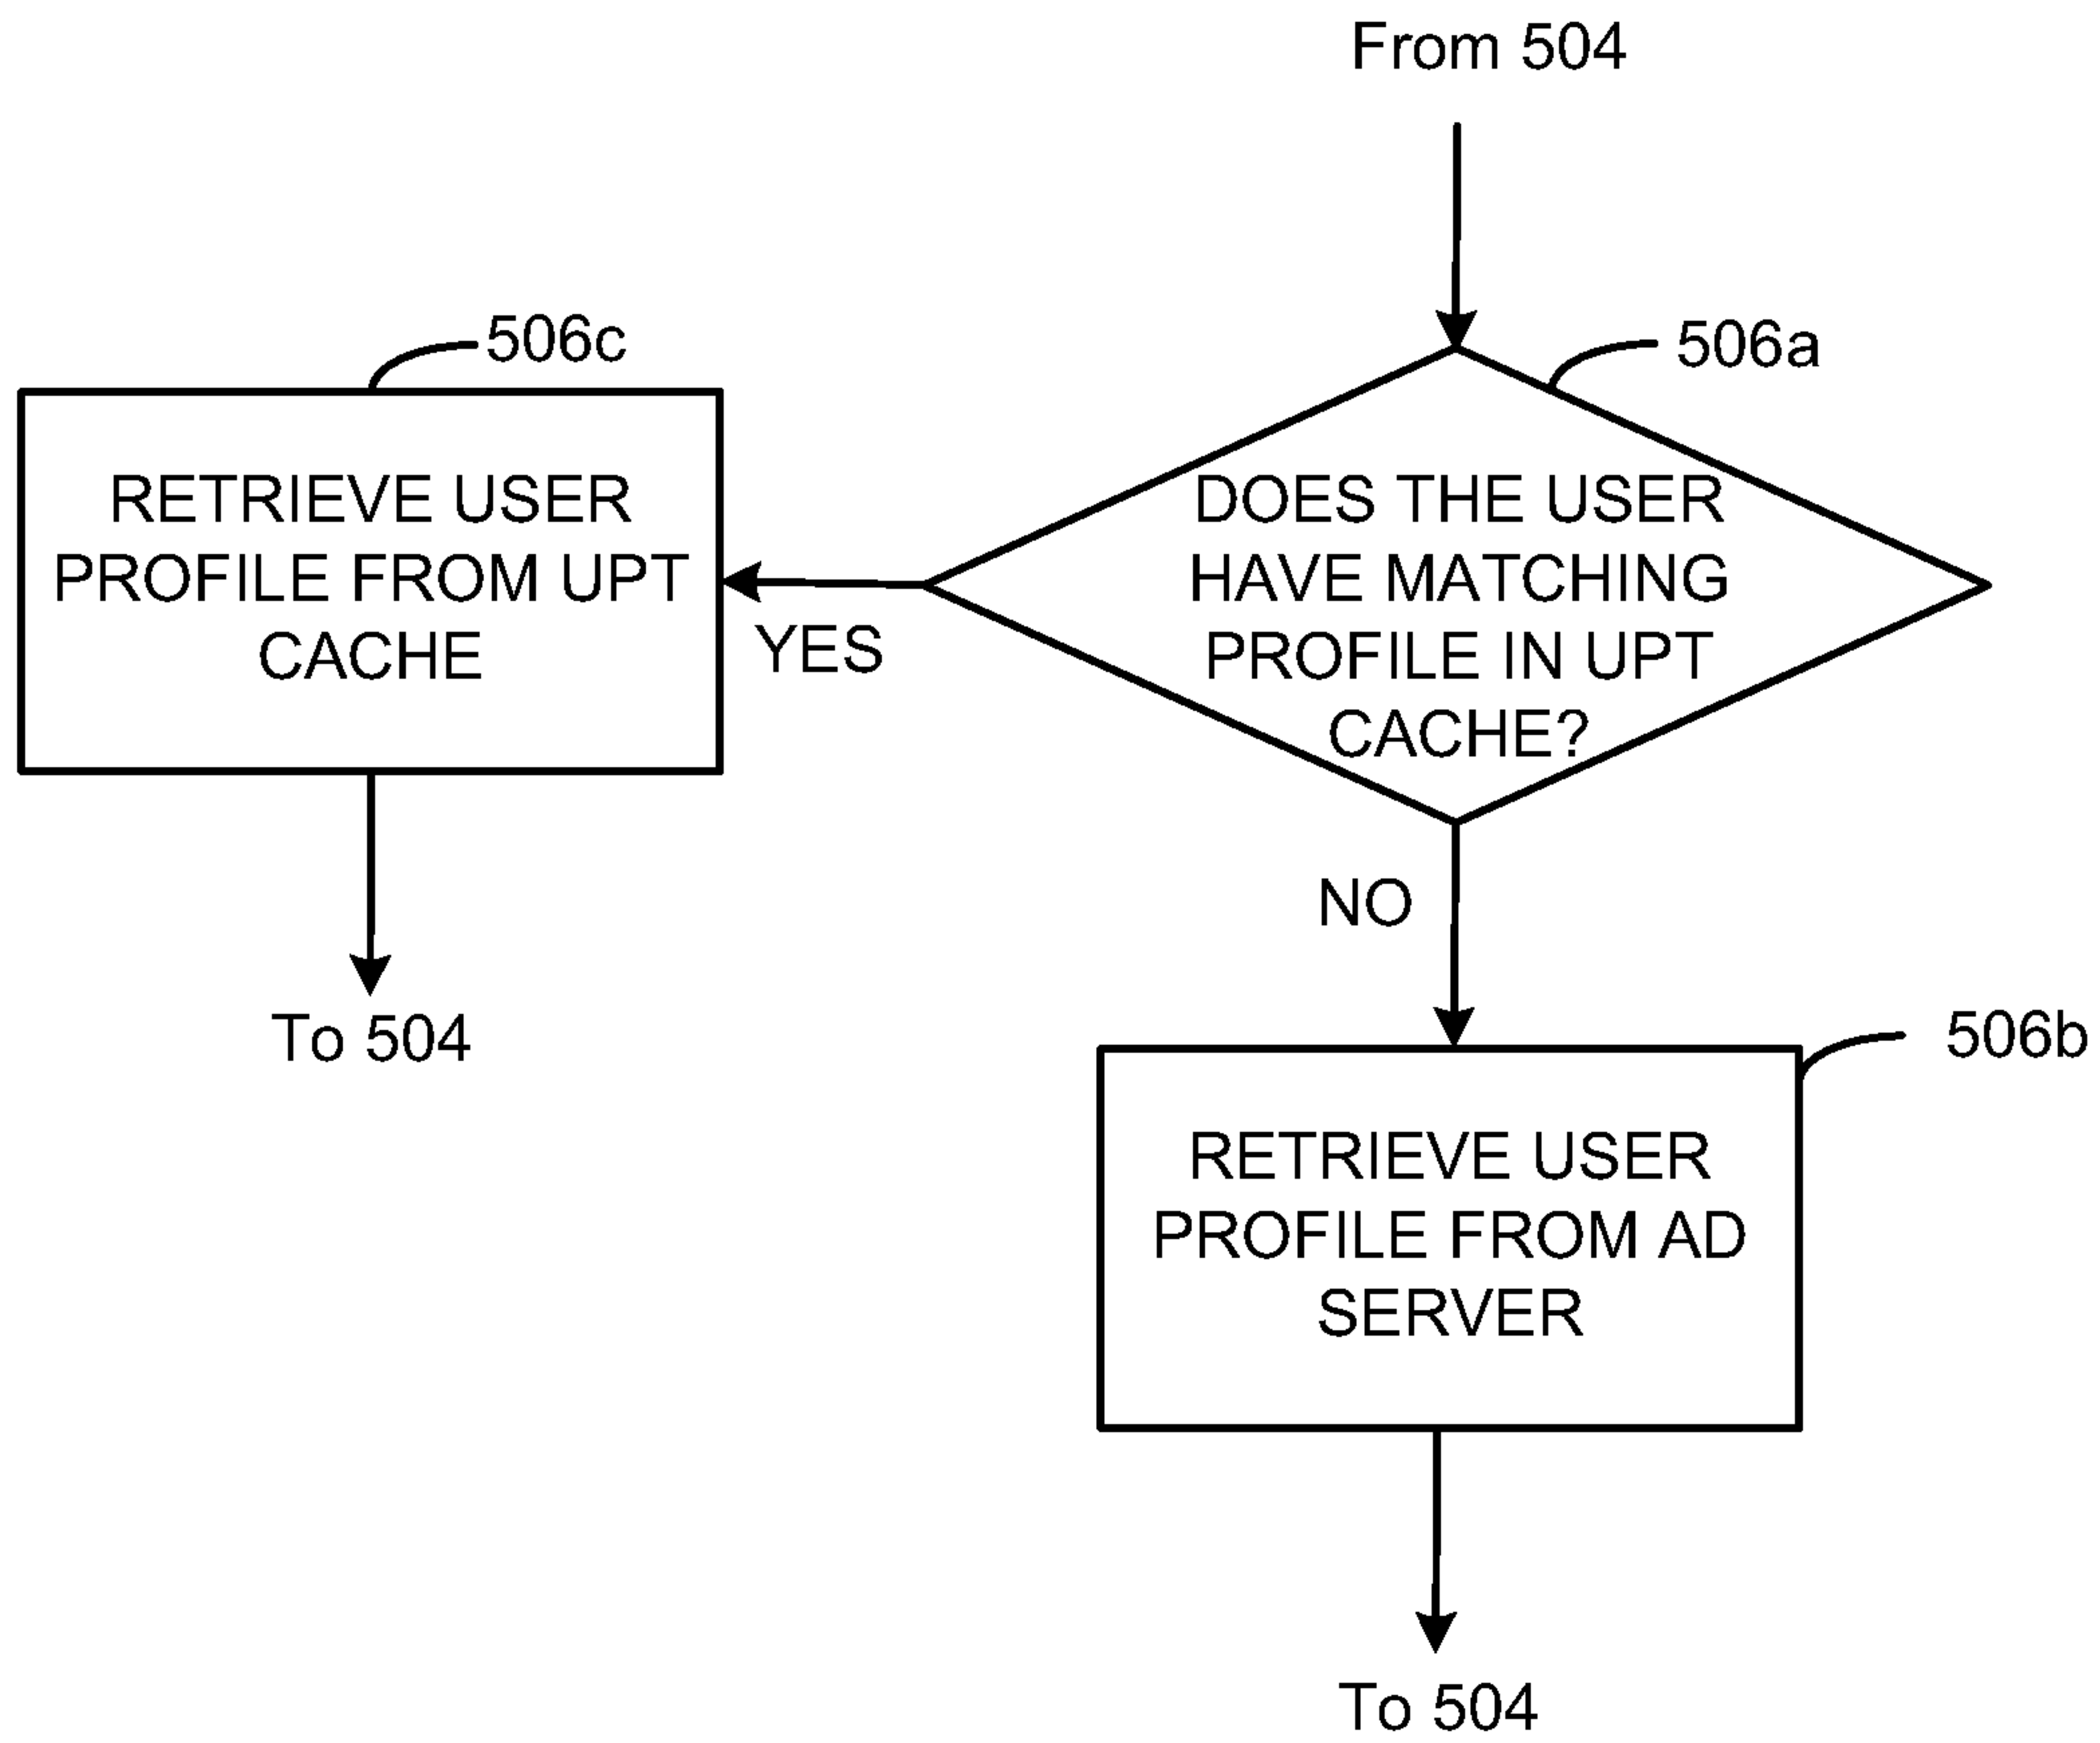 From 504
506a
DOES THE USER
HAVE MATCHING
PROFILE IN UPT
CACHE?
YES
506c
RETRIEVE USER
PROFILE FROM UPT
CACHE
To 504
NO
506b
RETRIEVE USER
PROFILE FROM AD
SERVER
To 504